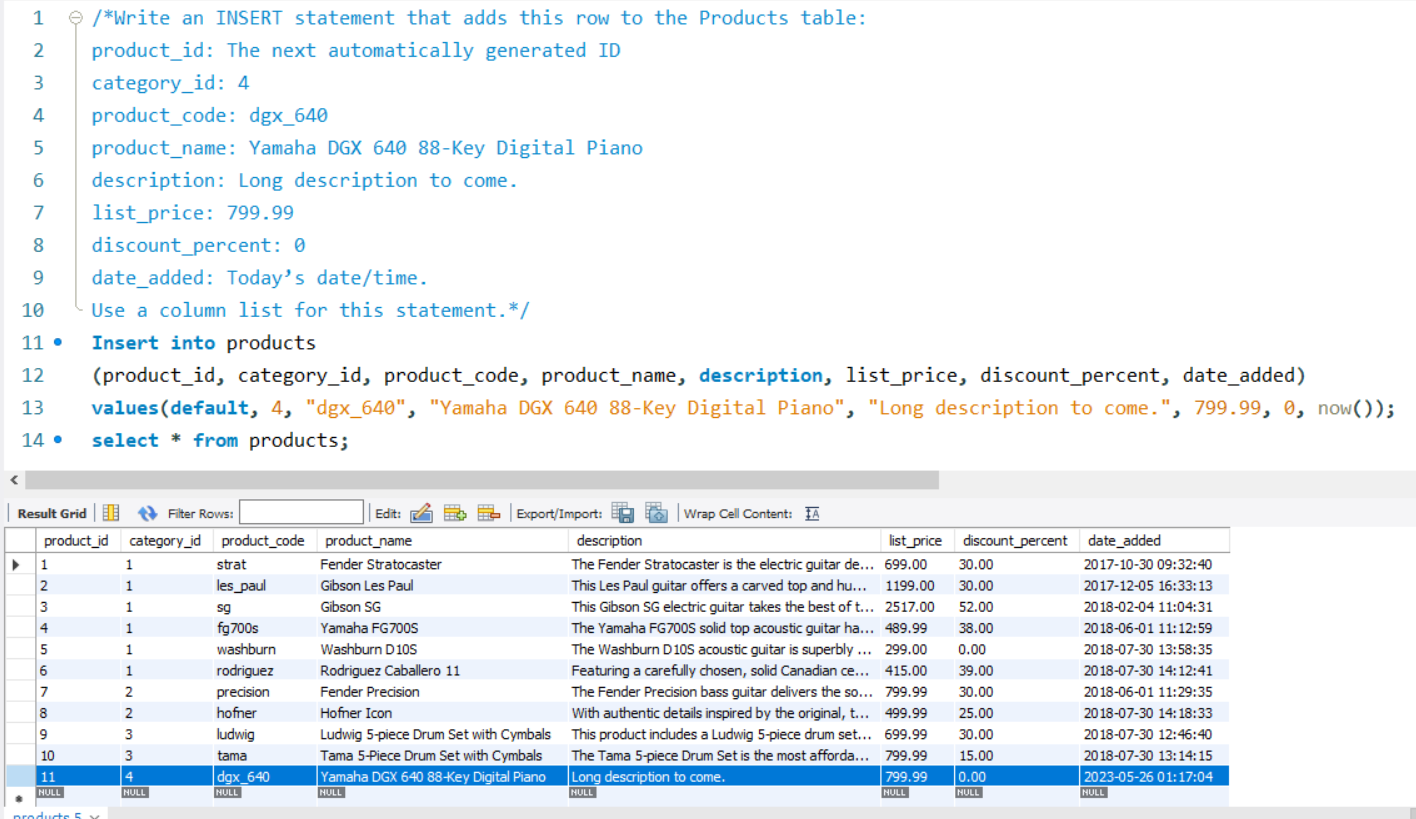 1 /*Write an INSERT statement that adds this row to the Products table:
2 product_id: The next automatically generated ID
3 category_id: 4
4 product_code: dgx_640
5 product_name: Yamaha DGX 640 88-Key Digital Piano
6 description: Long description to come.
7 list_price: 799.99
8 discount_percent: 0
9 date_added: Today’s date/time.
10 Use a column list for this statement.*/
11 Insert into products
12 (product_id, category_id, product_code, product_name, description, list_price, discount_percent, date_added)
13 values(default, 4, "dgx_640", "Yamaha DGX 640 88-Key Digital Piano", "Long description to come.", 799.99, 0, now());
14 select * from products;
Result Grid Filter Rows: Edit: Export/Import: Wrap Cell Content: IA
product_id category_id product_code product_name description list_price discount_percent date_added
1 1 strat Fender Stratocaster The Fender Stratocaster is the electric guitar de... 699.00 30.00 2017-10-30 09:32:40
2 1 les_paul Gibson Les Paul This Les Paul guitar offers a carved top and hu... 1199.00 30.00 2017-12-05 16:33:13
3 1 sg Gibson SG This Gibson SG electric guitar takes the best of t... 2517.00 52.00 2018-02-04 11:04:31
4 1 fg700s Yamaha FG700S The Yamaha FG700S solid top acoustic guitar ha... 489.99 38.00 2018-06-01 11:12:59
5 1 washburn Washburn D10S The Washburn D10S acoustic guitar is superbly ... 299.00 0.00 2018-07-30 13:58:35
6 1 rodriguez Rodriguez Caballero 11 Featuring a carefully chosen, solid Canadian ce... 415.00 39.00 2018-07-30 14:12:41
7 2 precision Fender Precision The Fender Precision bass guitar delivers the so... 799.99 30.00 2018-06-01 11:29:35
8 2 hofner Hofner Icon With authentic details inspired by the original, t... 499.99 25.00 2018-07-30 14:18:33
9 3 ludwig Ludwig 5-piece Drum Set with Cymbals This product includes a Ludwig 5-piece drum set... 699.99 30.00 2018-07-30 12:46:40
10 3 tama Tama 5-Piece Drum Set with Cymbals The Tama 5-piece Drum Set is the most afforda... 799.99 15.00 2018-07-30 13:14:15
11 4 dgx_640 Yamaha DGX 640 88-Key Digital Piano Long description to come. 799.99 0.00 2023-05-26 01:17:04
NULL NULL NULL NULL NULL NULL NULL NULL
products 5